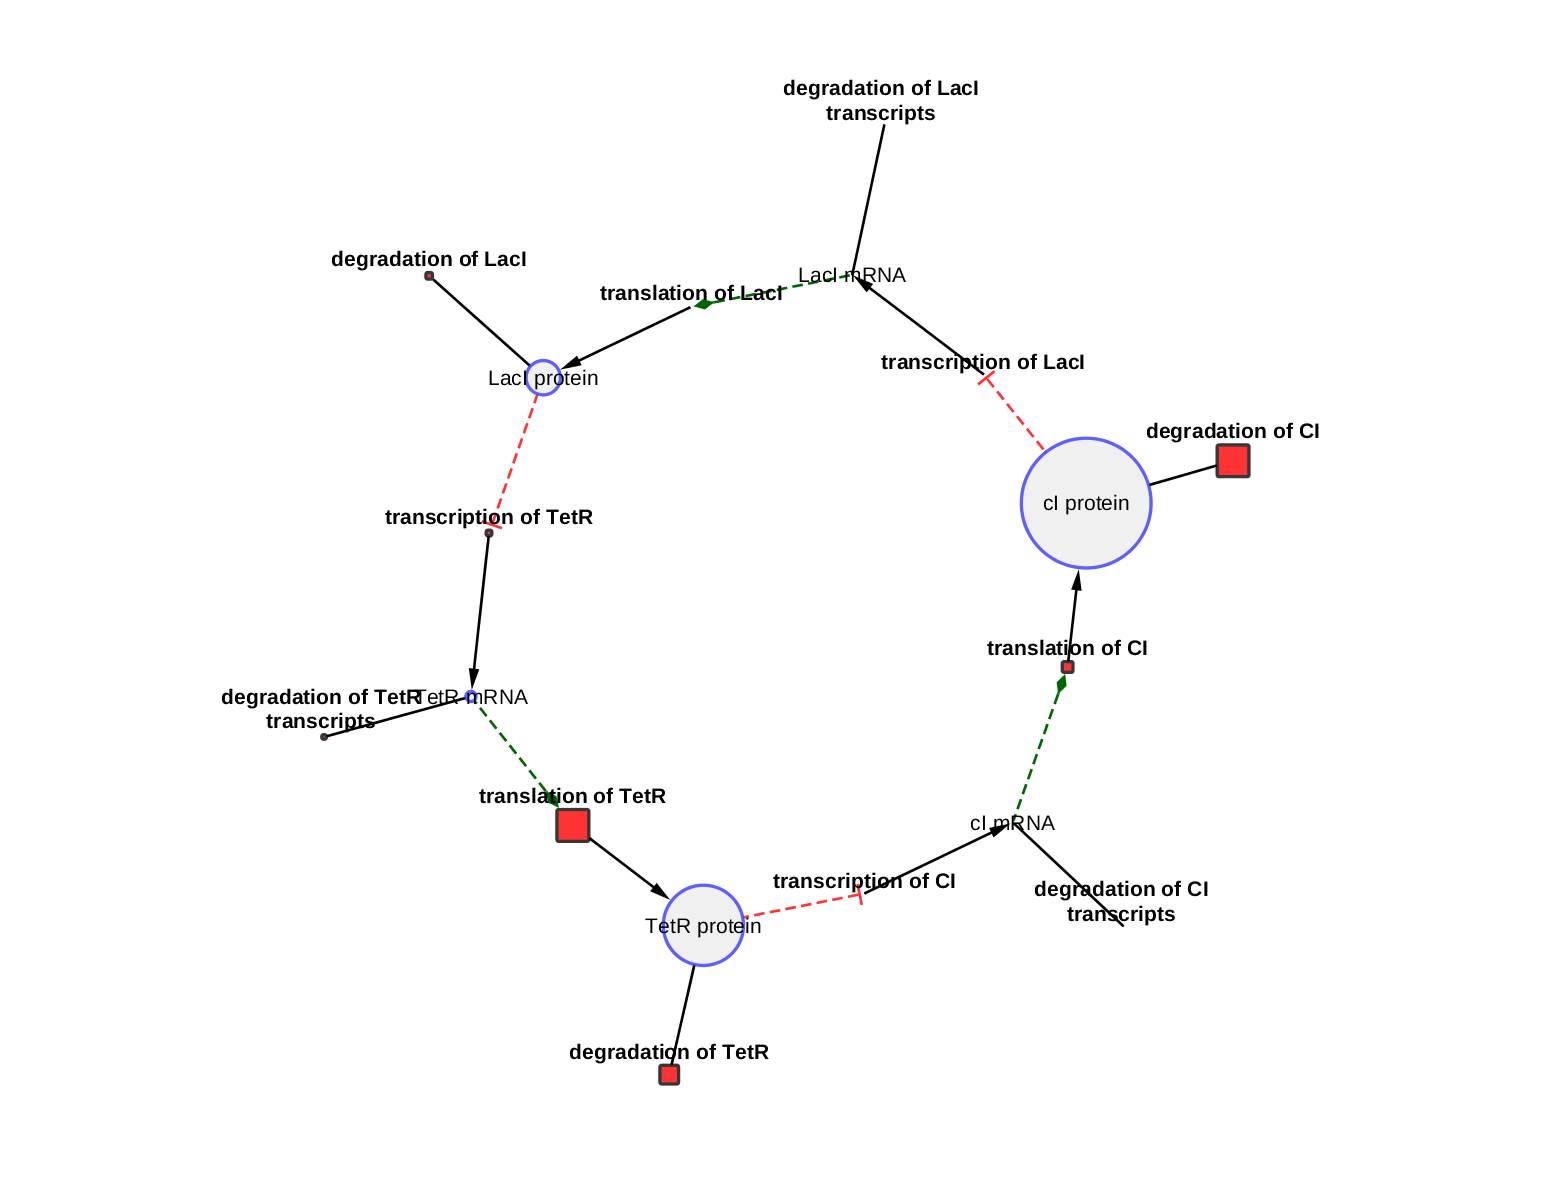 degradation of LacI
transcripts
degradation of LacI
LacI mRNA
translation of LacI
transcription of LacI
LacI protein
degradation of CI
cI protein
transcription of TetR
translation of CI
degradation of TetR
transcripts
TetR mRNA
translation of TetR
cI mRNA
transcription of CI
degradation of CI
transcripts
TetR protein
degradation of TetR